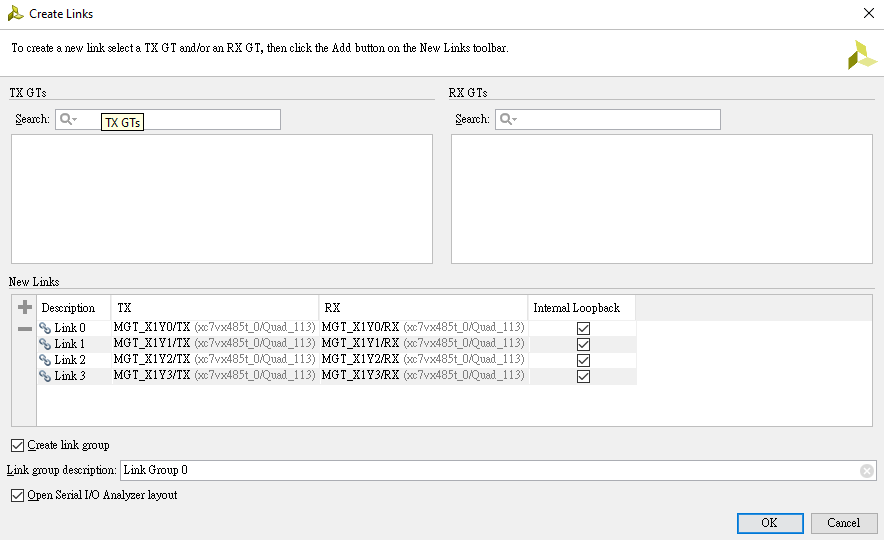 Create Links
To create a new link select a TX GT and/or an RX GT, then click the Add button on the New Links toolbar.
TX GTs RX GTs
Search: TX GTs Search:
New Links
Description TX RX Internal Loopback
Link 0 MGT_X1Y0/TX (xc7vx485t_0/Quad_113) MGT_X1Y0/RX (xc7vx485t_0/Quad_113)
Link 1 MGT_X1Y1/TX (xc7vx485t_0/Quad_113) MGT_X1Y1/RX (xc7vx485t_0/Quad_113)
Link 2 MGT_X1Y2/TX (xc7vx485t_0/Quad_113) MGT_X1Y2/RX (xc7vx485t_0/Quad_113)
Link 3 MGT_X1Y3/TX (xc7vx485t_0/Quad_113) MGT_X1Y3/RX (xc7vx485t_0/Quad_113)
Create link group
Link group description: Link Group 0
Open Serial I/O Analyzer layout
OK Cancel